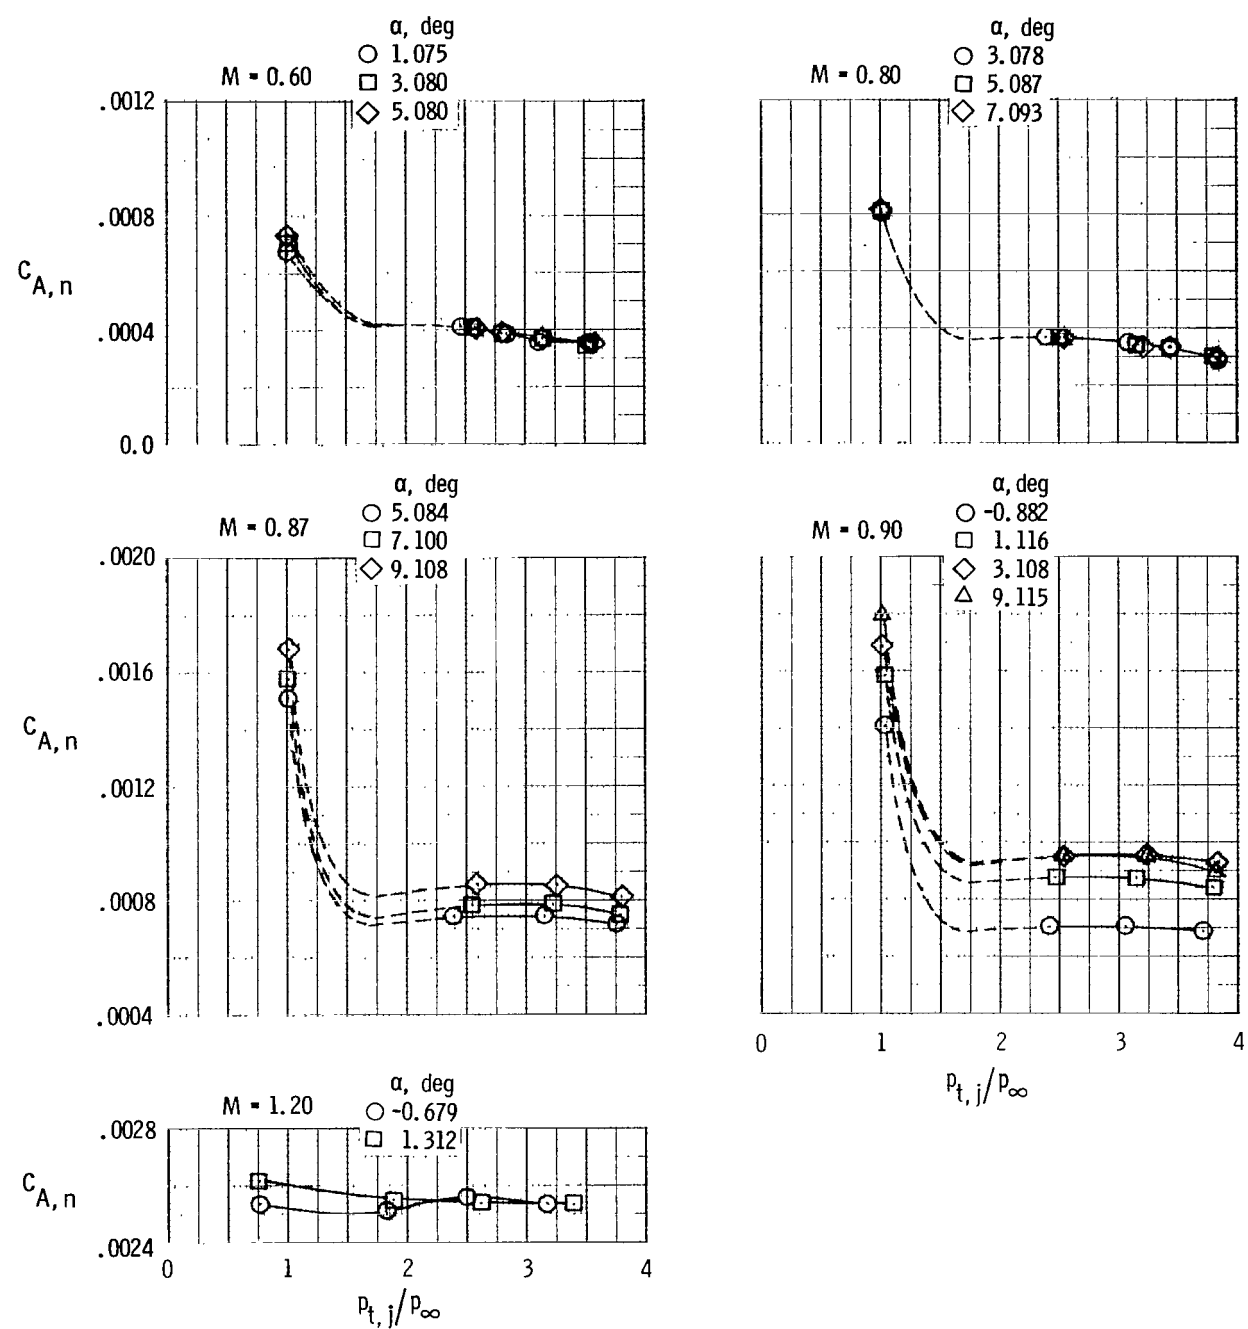 α, deg
M = 0.60
1.075
3.080
5.080
.0012
.0008
.0004
0.0
C_A,n
α, deg
M = 0.80
3.078
5.087
7.093
α, deg
M = 0.87
5.084
7.100
9.108
.0020
.0016
.0012
.0008
.0004
C_A,n
α, deg
M = 0.90
-0.882
1.116
3.108
9.115
0 1 2 3 4
p_t,j/p_∞
α, deg
M = 1.20
-0.679
1.312
.0028
.0024
C_A,n
0 1 2 3 4
p_t,j/p_∞